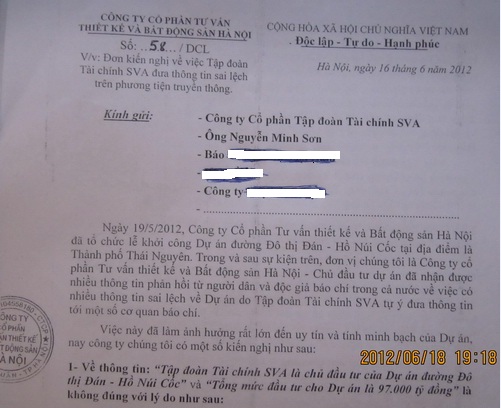 CÔNG TY CỔ PHẦN TƯ VẤN
THIẾT KẾ VÀ BẤT ĐỘNG SẢN HÀ NỘI
Số: 58 / DCL
V/v: Đơn kiến nghị về việc Tập đoàn
Tài chính SVA đưa thông tin sai lệch
trên phương tiện truyền thông.
CỘNG HÒA XÃ HỘI CHỦ NGHĨA VIỆT NAM
Độc lập - Tự do - Hạnh phúc
Hà Nội, ngày 16 tháng 6 năm 2012
Kính gửi:
- Công ty Cổ phần Tập đoàn Tài chính SVA
- Ông Nguyễn Minh Sơn
- Báo
-
- Công ty
- ............................................................
Ngày 19/5/2012, Công ty Cổ phần Tư vấn thiết kế và Bất động sản Hà Nội
đã tổ chức lễ khởi công Dự án đường Đô thị Đán - Hồ Núi Cốc tại địa điểm là
Thành phố Thái Nguyên. Trong và sau sự kiện trên, đơn vị chúng tôi là Công ty cổ
phần Tư vấn thiết kế và Bất động sản Hà Nội - Chủ đầu tư dự án đã nhận được
nhiều thông tin phản hồi từ người dân và độc giả báo chí trong cả nước về việc có
nhiều thông tin sai lệch về Dự án do Tập đoàn Tài chính SVA tự ý đưa thông tin
tới một số cơ quan báo chí.
Việc này đã làm ảnh hưởng rất lớn đến uy tín và tính minh bạch của Dự án,
nay công ty chúng tôi có một số kiến nghị như sau:
1- Về thông tin: "Tập đoàn Tài chính SVA là chủ đầu tư của Dự án đường Đô
thị Đán - Hồ Núi Cốc" và "Tổng mức đầu tư cho Dự án là 97.000 tỷ đồng" là
không đúng với lý do như sau:
CÔNG TY
CỔ PHẦN
VẤN THIẾT KẾ
BẤT ĐỘNG SẢN
HÀ NỘI
2012/06/18 19:18